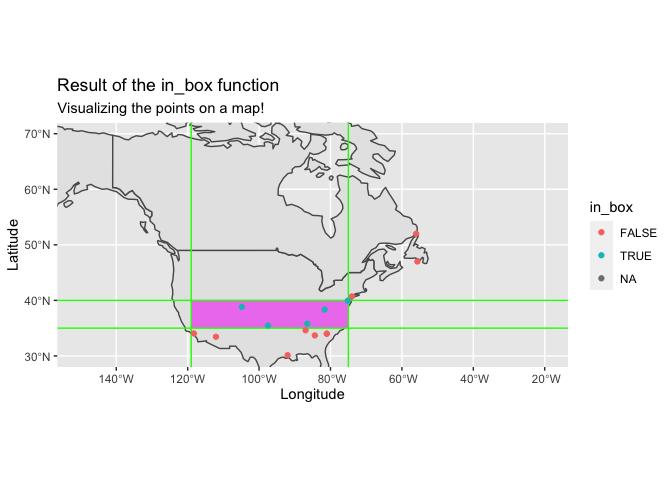 Result of the in_box function
Visualizing the points on a map!
70°N
60°N
50°N
40°N
30°N
Latitude
140°W
120°W
100°W
80°W
60°W
40°W
20°W
Longitude
in_box
FALSE
TRUE
NA